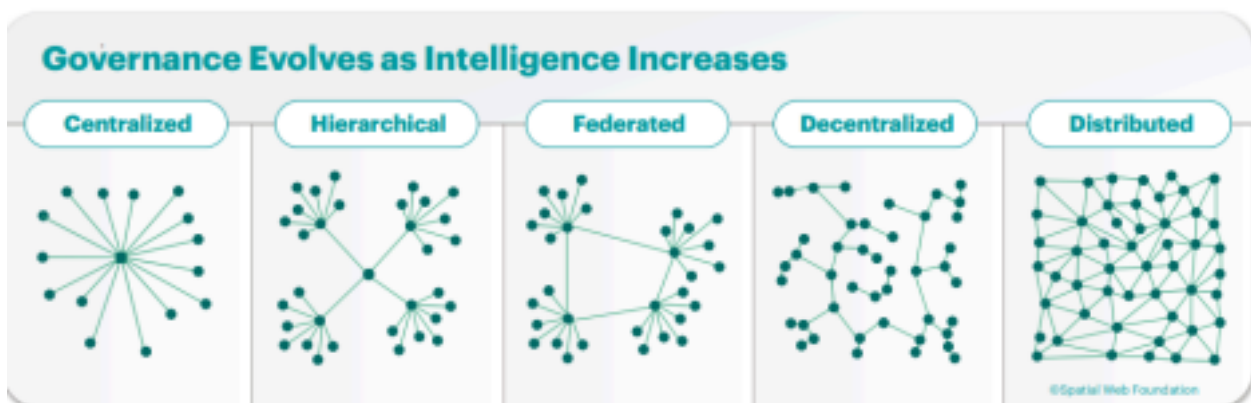 Governance Evolves as Intelligence Increases
Centralized
Hierarchical
Federated
Decentralized
Distributed
©Spatial Web Foundation